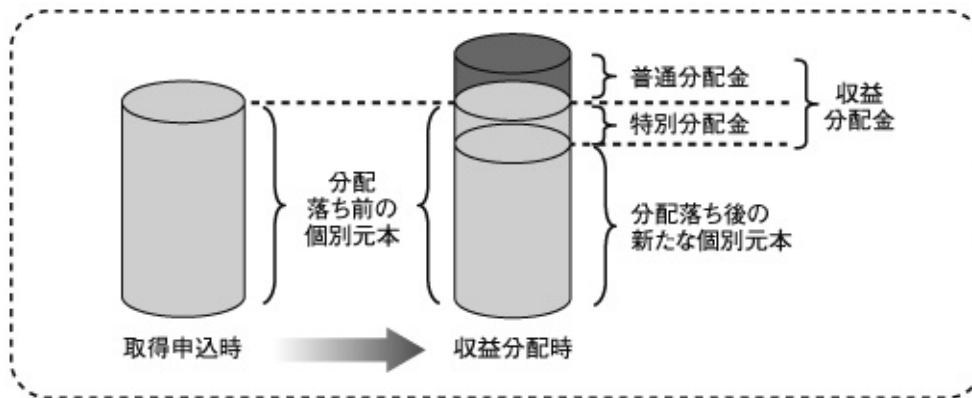 普通分配金
収益
分配金
特別分配金
分配
落ち前の
個別元本
分配落ち後の
新たな個別元本
取得申込時
収益分配時